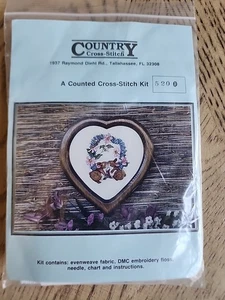 COUNTRY
Cross-Stitch
1937 Raymond Diehl Rd., Tallahassee, FL 32308
A Counted Cross-Stitch Kit 5200
Kit contains: evenweave fabric, DMC embroidery floss,
needle, chart and instructions.